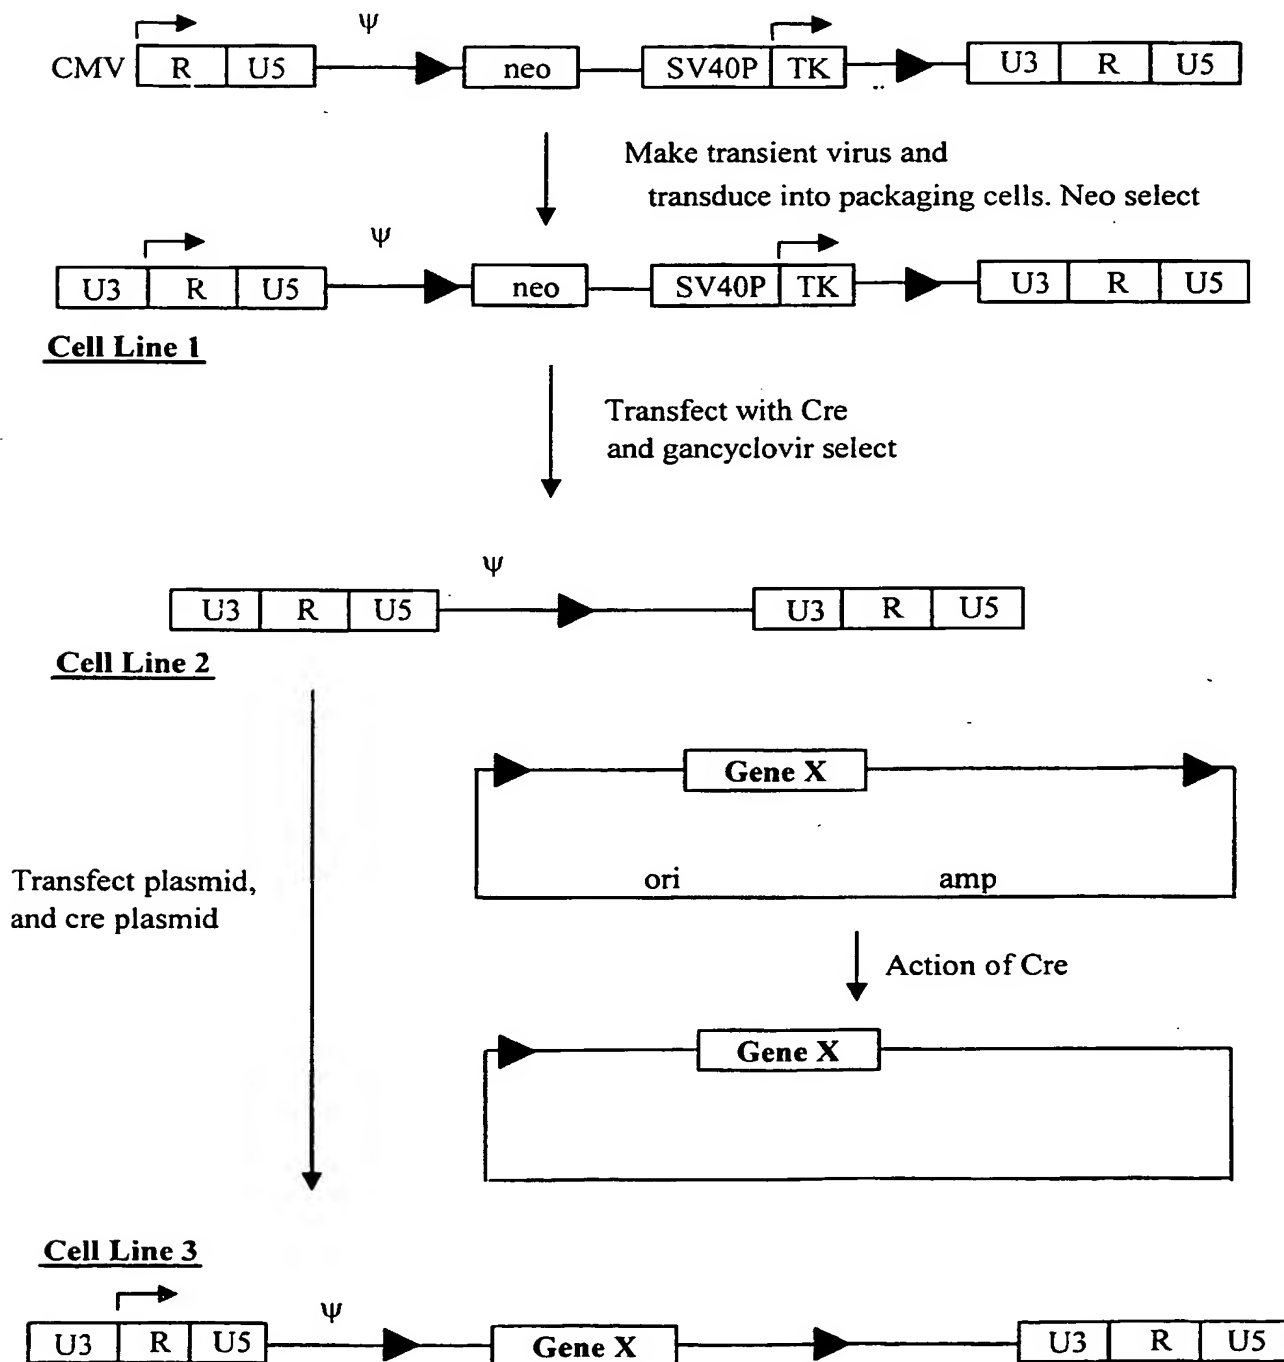 ψ
CMV R U5 neo SV40P TK U3 R U5
Make transient virus and
transduce into packaging cells. Neo select
ψ
U3 R U5 neo SV40P TK U3 R U5
Cell Line 1
Transfect with Cre
and gancyclovir select
ψ
U3 R U5 U3 R U5
Cell Line 2
Gene X
ori amp
Transfect plasmid,
and cre plasmid
Action of Cre
Gene X
Cell Line 3
ψ
U3 R U5 Gene X U3 R U5